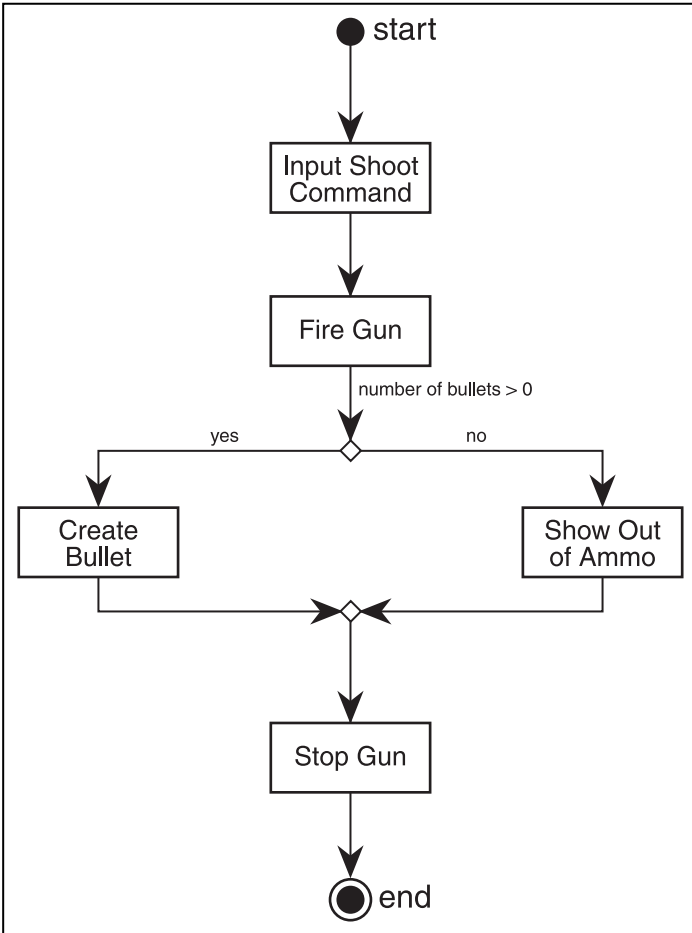 start
Input Shoot
Command
Fire Gun
number of bullets > 0
yes
no
Create
Bullet
Show Out
of Ammo
Stop Gun
end